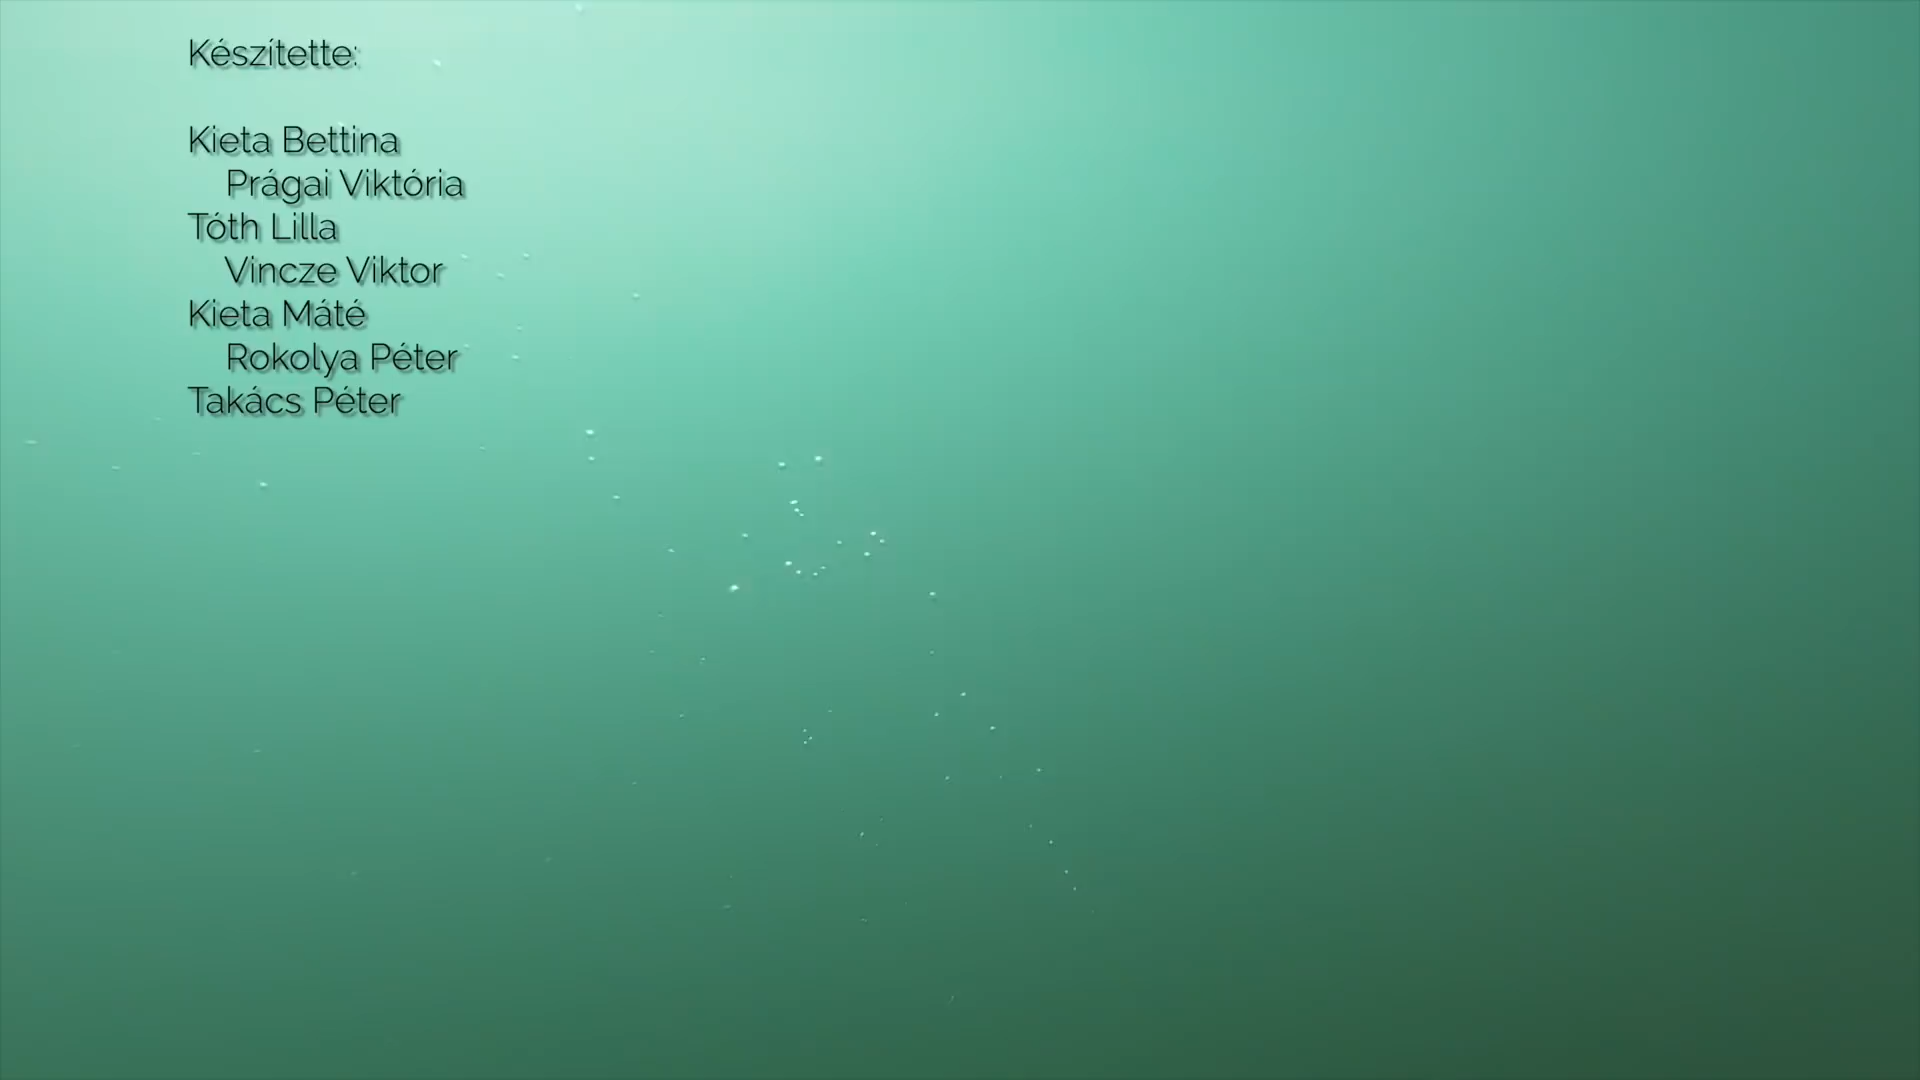 Készítette:
Kieta Bettina
Prágai Viktória
Tóth Lilla
Vincze Viktor
Kieta Máté
Rokolya Péter
Takács Péter